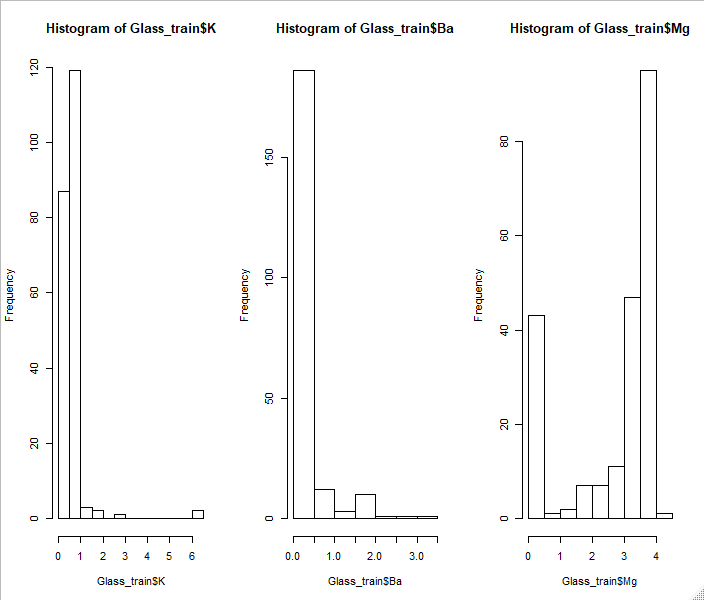 Histogram of Glass_train$K
Frequency
120
100
80
60
40
20
0
0 1 2 3 4 5 6
Glass_train$K
Histogram of Glass_train$Ba
Frequency
150
100
50
0
0.0 1.0 2.0 3.0
Glass_train$Ba
Histogram of Glass_train$Mg
Frequency
80
60
40
20
0
0 1 2 3 4
Glass_train$Mg